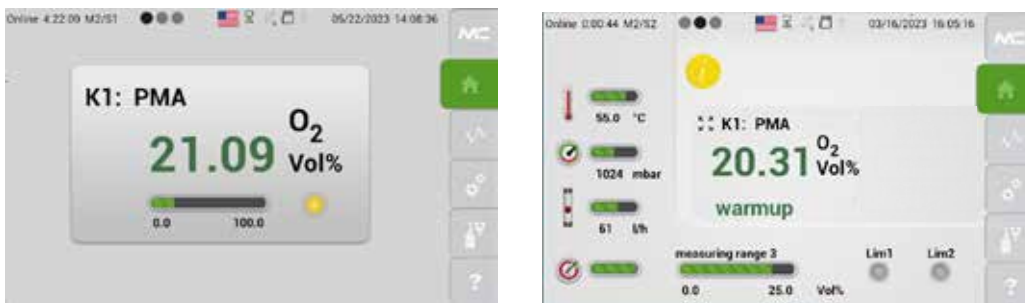 Online 4:22:09 M2/S1 05/22/2023 14:08:36
MC
K1: PMA
O2
21.09 Vol%
0.0 100.0
?
Online 0:00:44 M2/S2 03/16/2023 16:05:16
MC
i
55.0 °C
K1: PMA
O2
20.31 Vol%
1024 mbar
warmup
61 l/h
measuring range 3 Lim1 Lim2
0.0 25.0 Vol%
?